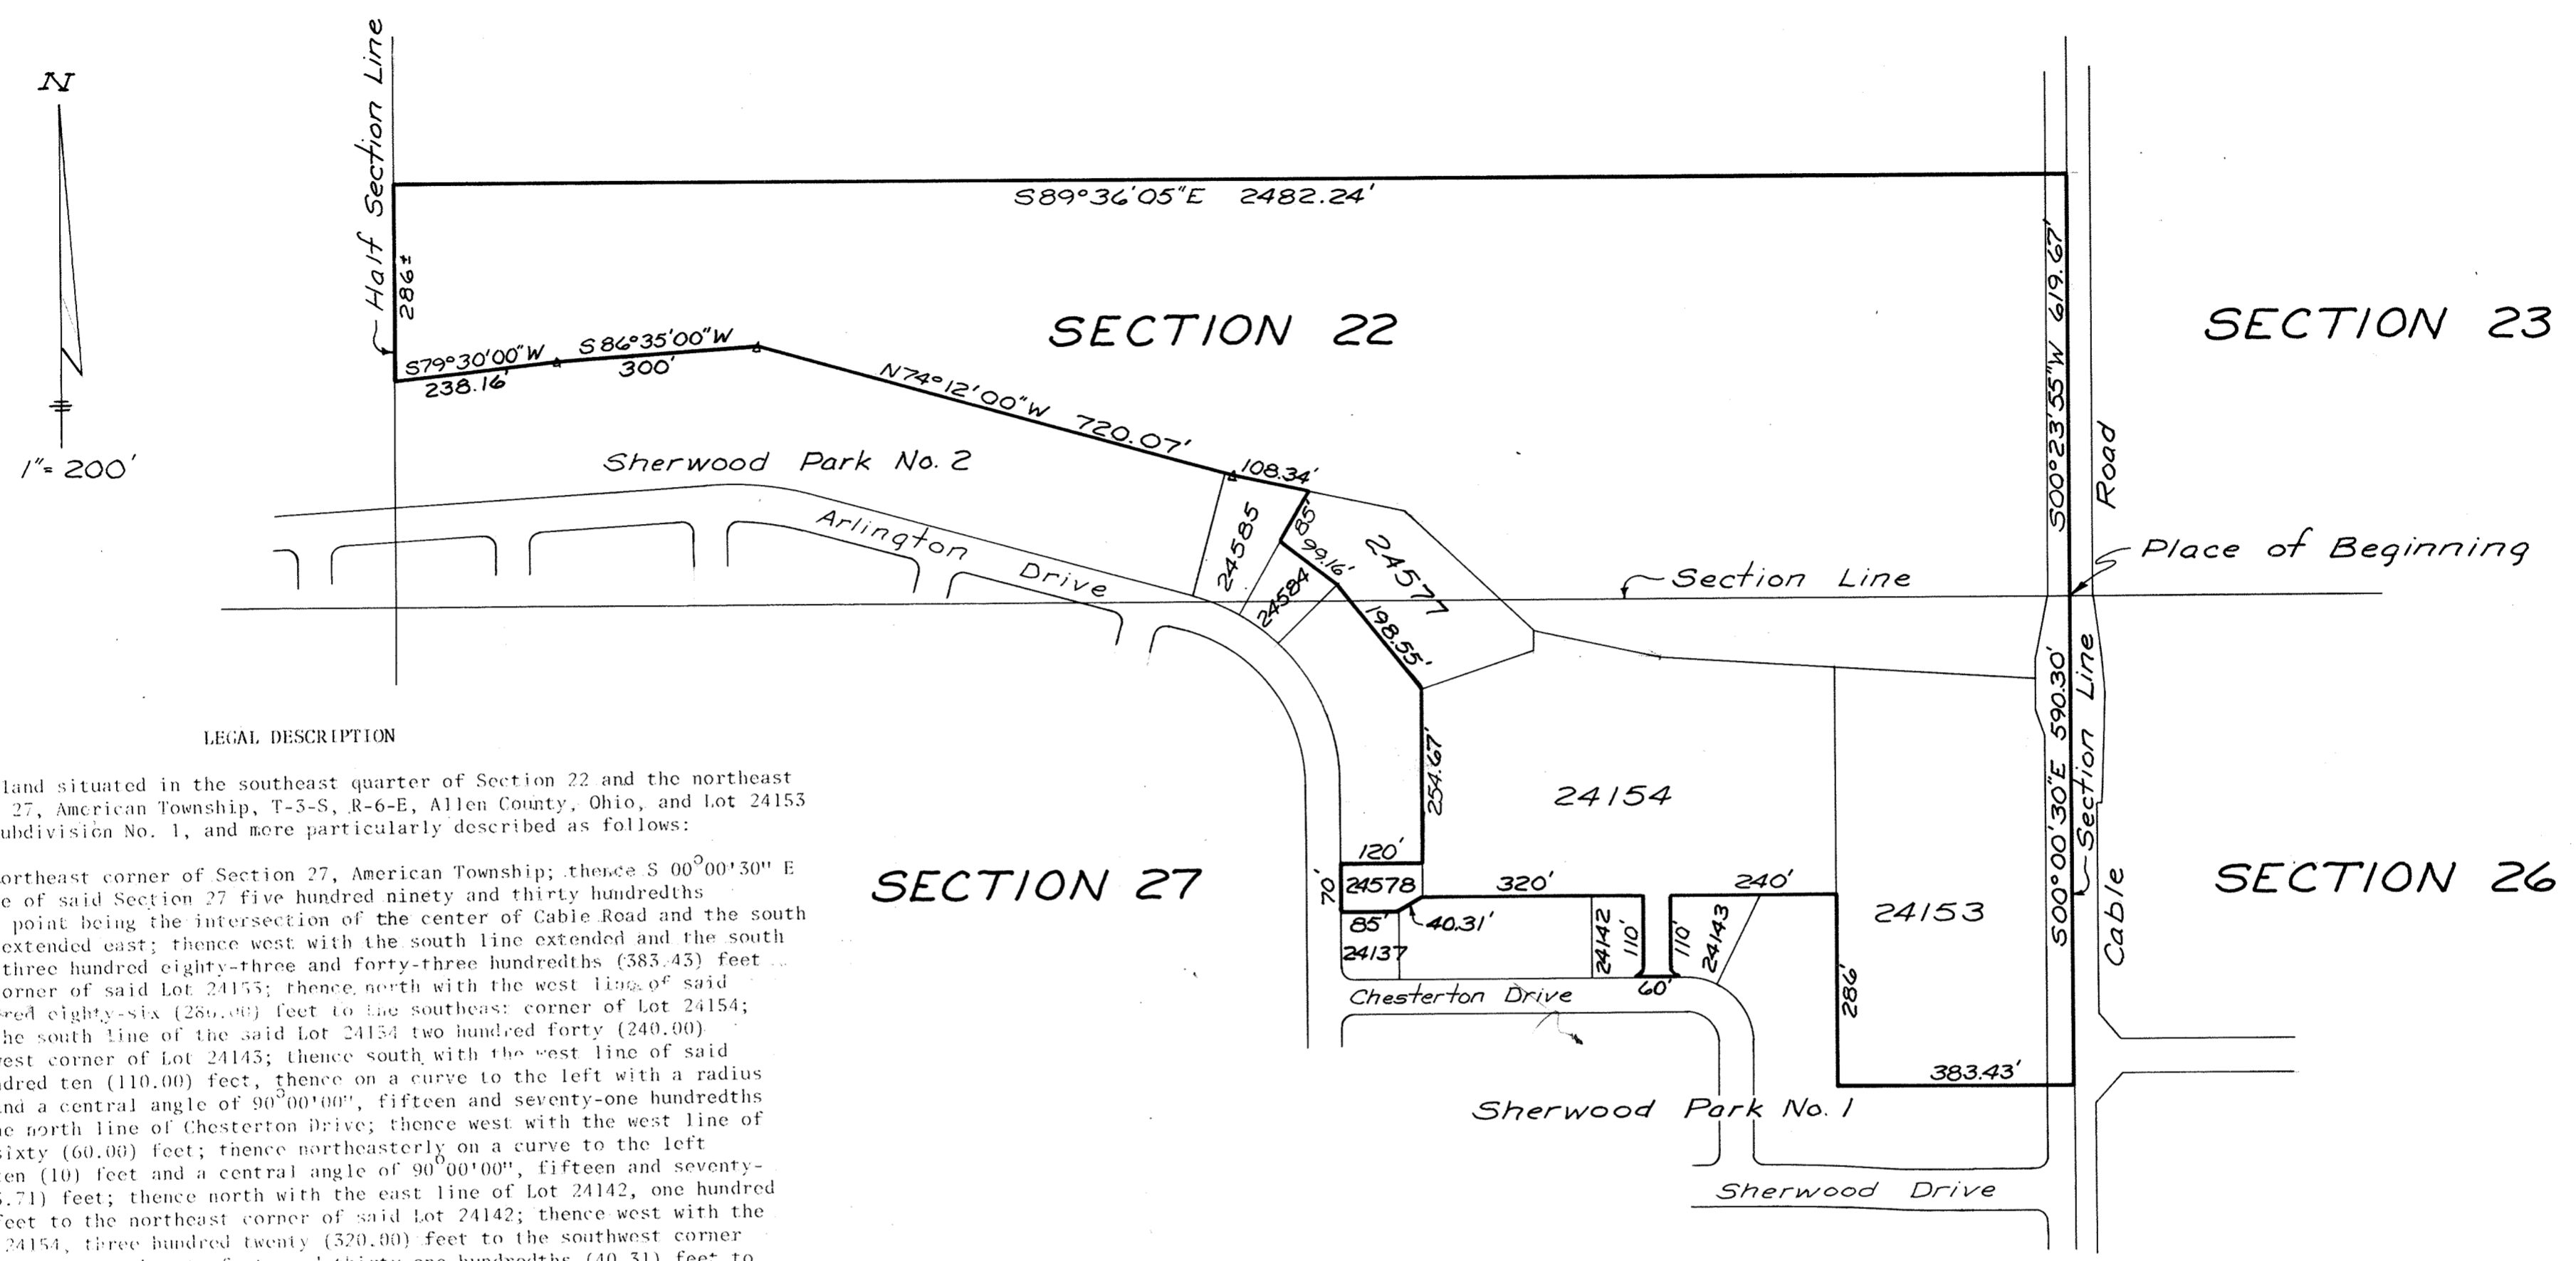 N
1"= 200'
Half Section Line
286±
S89°36'05"E 2482.24'
S79°30'00"W
238.16'
S86°35'00"W
300'
N74°12'00"W 720.07'
108.34'
SECTION 22
SECTION 23
S00°23'55"W 619.67'
Road
Place of Beginning
Section Line
Sherwood Park No. 2
Arlington Drive
24585
85'
99.16'
24584
24577
198.55'
254.67'
24154
120'
70'
24578
85'
40.31'
24137
320'
24142
110'
60'
110'
240'
24143
24153
286'
383.43'
S00°00'30"E 590.30'
Section Line
Cable
SECTION 27
SECTION 26
Chesterton Drive
Sherwood Park No. 1
Sherwood Drive
LEGAL DESCRIPTION
land situated in the southeast quarter of Section 22 and the northeast
27, American Township, T-3-S, R-6-E, Allen County, Ohio, and Lot 24153
ubdivision No. 1, and more particularly described as follows:
ortheast corner of Section 27, American Township; thence S 00°00'30" E
e of said Section 27 five hundred ninety and thirty hundredths
point being the intersection of the center of Cable Road and the south
extended east; thence west with the south line extended and the south
three hundred eighty-three and forty-three hundredths (383.43) feet
orner of said Lot 24153; thence north with the west line of said
red eighty-six (286.00) feet to the southeast corner of Lot 24154;
he south line of the said Lot 24154 two hundred forty (240.00)
est corner of Lot 24143; thence south with the west line of said
dred ten (110.00) feet, thence on a curve to the left with a radius
nd a central angle of 90°00'00", fifteen and seventy-one hundredths
he north line of Chesterton Drive; thence west with the west line of
sixty (60.00) feet; thence northeasterly on a curve to the left
ten (10) feet and a central angle of 90°00'00", fifteen and seventy-
5.71) feet; thence north with the east line of Lot 24142, one hundred
feet to the northeast corner of said Lot 24142; thence west with the
24154, three hundred twenty (320.00) feet to the southwest corner
thirty-one hundredths (40.31) feet to